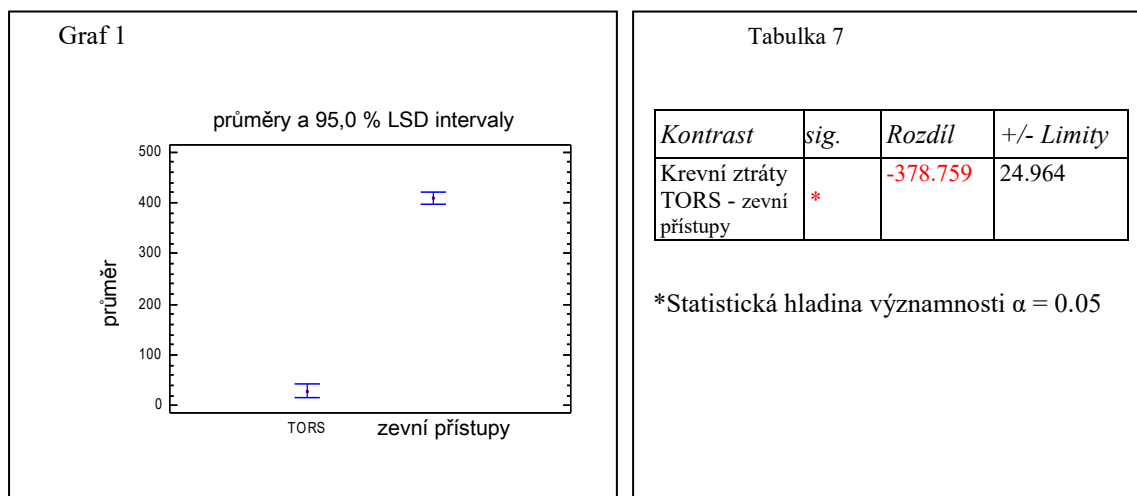 Graf 1
průměry a 95,0 % LSD intervaly
500
400
300
200
100
0
průměr
TORS
zevní přístupy
Tabulka 7
Kontrast sig. Rozdíl +/- Limity
Krevní ztráty -378.759 24.964
TORS - zevní *
přístupy
*Statistická hladina významnosti α = 0.05